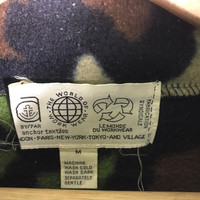 THE WORLD OF
BY/PAR
anchor textiles
LEMONDE
DU WORKWEAR
DON·PARIS·NEW-YORK·TOKYO·AND VILLAGE
M
MACHINE
WASH COLD
WASH DARK
SEPARATELY
GENTLE